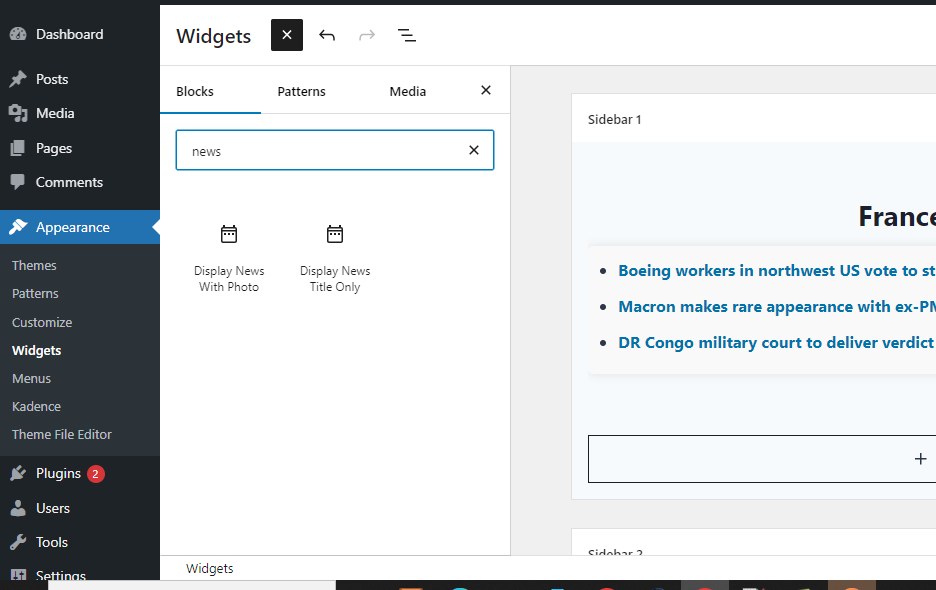 Dashboard
Posts
Media
Pages
Comments
Appearance
Themes
Patterns
Customize
Widgets
Menus
Kadence
Theme File Editor
Plugins 2
Users
Tools
Settings
Widgets
Blocks Patterns Media
news
Display News
With Photo
Display News
Title Only
Widgets
Sidebar 1
France
Boeing workers in northwest US vote to st
Macron makes rare appearance with ex-PM
DR Congo military court to deliver verdict
Sidebar 2